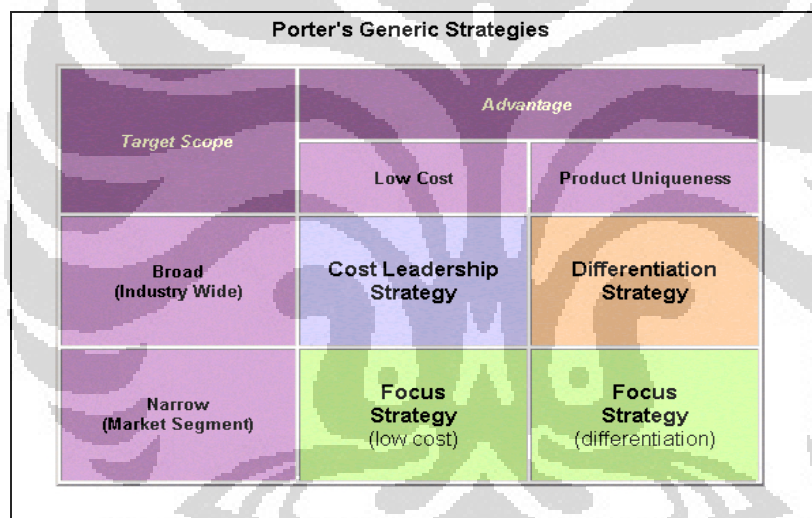 Porter's Generic Strategies
Target Scope
Advantage
Low Cost
Product Uniqueness
Broad
(Industry Wide)
Cost Leadership
Strategy
Differentiation
Strategy
Narrow
(Market Segment)
Focus
Strategy
(low cost)
Focus
Strategy
(differentiation)